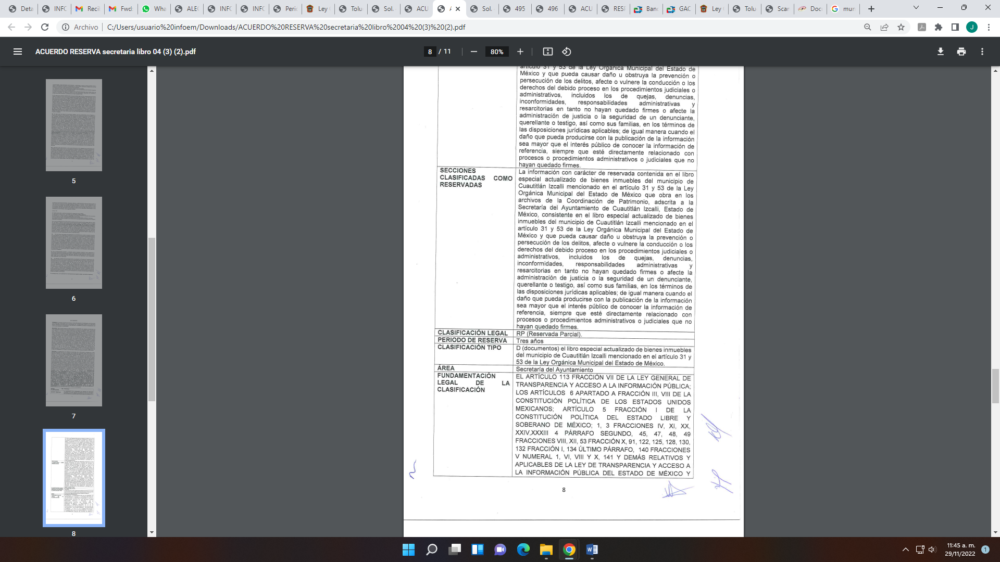 Deta
INFC
Recil
Fwd:
Wha
ALEC
INFC
INFC
Peric
Ley (
Tolu
Sol.
ACU
A
Sol.
495
496
ACU
RESP
Banc
GAC
Ley (
Tolu
Scar
Doc
mun
Archivo
C:/Users/usuario%20infoem/Downloads/ACUERDO%20RESERVA%20secretaria%20libro%2004%20(3)%20(2).pdf
J
ACUERDO RESERVA secretaria libro 04 (3) (2).pdf
8 / 11
80%
5
6
7
8
artículo 31 y 53 de la Ley Orgánica Municipal del Estado de
México y que pueda causar daño u obstruya la prevención o
persecución de los delitos, afecte o vulnere la conducción o los
derechos del debido proceso en los procedimientos judiciales o
administrativos, incluidos los de quejas, denuncias,
inconformidades, responsabilidades administrativas y
resarcitorias en tanto no hayan quedado firmes o afecte la
administración de justicia o la seguridad de un denunciante,
querellante o testigo, así como sus familias, en los términos de
las disposiciones jurídicas aplicables; de igual manera cuando el
daño que pueda producirse con la publicación de la información
sea mayor que el interés público de conocer la información de
referencia, siempre que esté directamente relacionado con
procesos o procedimientos administrativos o judiciales que no
hayan quedado firmes.
SECCIONES
CLASIFICADAS COMO
RESERVADAS
La información con carácter de reservada contenida en el libro
especial actualizado de bienes inmuebles del municipio de
Cuautitlán Izcalli mencionado en el artículo 31 y 53 de la Ley
Orgánica Municipal del Estado de México que obra en los
archivos de la Coordinación de Patrimonio, adscrita a la
Secretaría del Ayuntamiento de Cuautitlán Izcalli, Estado de
México, consistente en el libro especial actualizado de bienes
inmuebles del municipio de Cuautitlán Izcalli mencionado en el
artículo 31 y 53 de la Ley Orgánica Municipal del Estado de
México y que pueda causar daño u obstruya la prevención o
persecución de los delitos, afecte o vulnere la conducción o los
derechos del debido proceso en los procedimientos judiciales o
administrativos, incluidos los de quejas, denuncias,
inconformidades, responsabilidades administrativas y
resarcitorias en tanto no hayan quedado firmes o afecte la
administración de justicia o la seguridad de un denunciante,
querellante o testigo, así como sus familias, en los términos de
las disposiciones jurídicas aplicables; de igual manera cuando el
daño que pueda producirse con la publicación de la información
sea mayor que el interés público de conocer la información de
referencia, siempre que esté directamente relacionado con
procesos o procedimientos administrativos o judiciales que no
hayan quedado firmes.
CLASIFICACIÓN LEGAL
RP (Reservada Parcial).
PERIODO DE RESERVA
Tres años
CLASIFICACIÓN TIPO
D (documentos) el libro especial actualizado de bienes inmuebles
del municipio de Cuautitlán Izcalli mencionado en el artículo 31 y
53 de la Ley Orgánica Municipal del Estado de México.
ÁREA
Secretaría del Ayuntamiento
FUNDAMENTACIÓN
LEGAL DE LA
CLASIFICACIÓN
EL ARTÍCULO 113 FRACCIÓN VII DE LA LEY GENERAL DE
TRANSPARENCIA Y ACCESO A LA INFORMACIÓN PÚBLICA;
LOS ARTÍCULOS 6 APARTADO A FRACCIÓN III, VIII DE LA
CONSTITUCIÓN POLÍTICA DE LOS ESTADOS UNIDOS
MEXICANOS; ARTÍCULO 5 FRACCIÓN I DE LA
CONSTITUCIÓN POLÍTICA DEL ESTADO LIBRE Y
SOBERANO DE MÉXICO; 1, 3 FRACCIONES IV, XI, XX,
XXIV,XXXIII 4 PÁRRAFO SEGUNDO, 45, 47, 48, 49
FRACCIONES VIII, XII, 53 FRACCIÓN X, 91, 122, 125, 128, 130,
132 FRACCIÓN I, 134 ÚLTIMO PÁRRAFO, 140 FRACCIONES
V NUMERAL 1, VI, VIII Y X, 141 Y DEMÁS RELATIVOS Y
APLICABLES DE LA LEY DE TRANSPARENCIA Y ACCESO A
LA INFORMACIÓN PÚBLICA DEL ESTADO DE MÉXICO Y
8
11:45 a. m.
29/11/2022
1